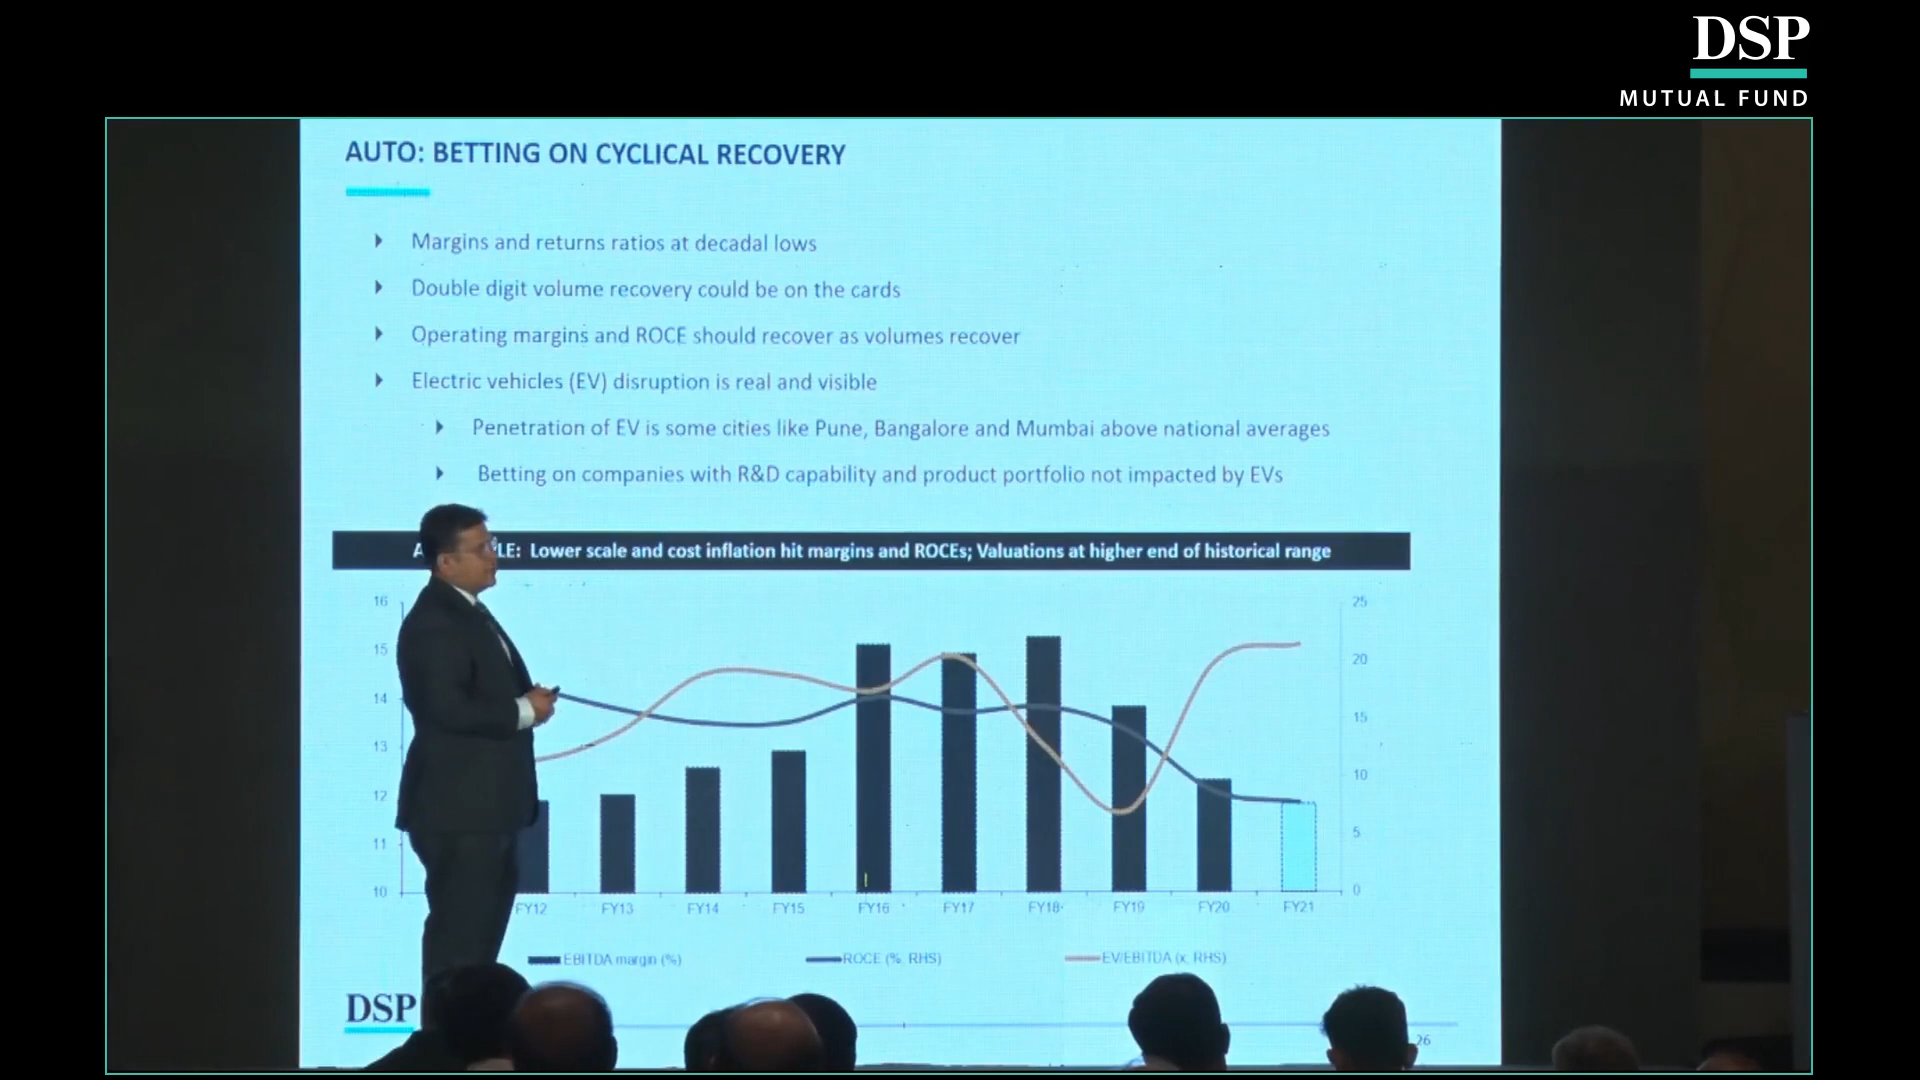 DSP
MUTUAL FUND
AUTO: BETTING ON CYCLICAL RECOVERY
Margins and returns ratios at decadal lows
Double digit volume recovery could be on the cards
Operating margins and ROCE should recover as volumes recover
Electric vehicles (EV) disruption is real and visible
Penetration of EV is some cities like Pune, Bangalore and Mumbai above national averages
Betting on companies with R&D capability and product portfolio not impacted by EVs
Lower scale and cost inflation hit margins and ROCEs; Valuations at higher end of historical range
16 25
15 20
14 15
13
12 10
11 5
10 0
FY12 FY13 FY14 FY15 FY16 FY17 FY18 FY19 FY20 FY21
EBITDA margin (%) ROCE (%, RHS) EV/EBITDA (x, RHS)
DSP
26